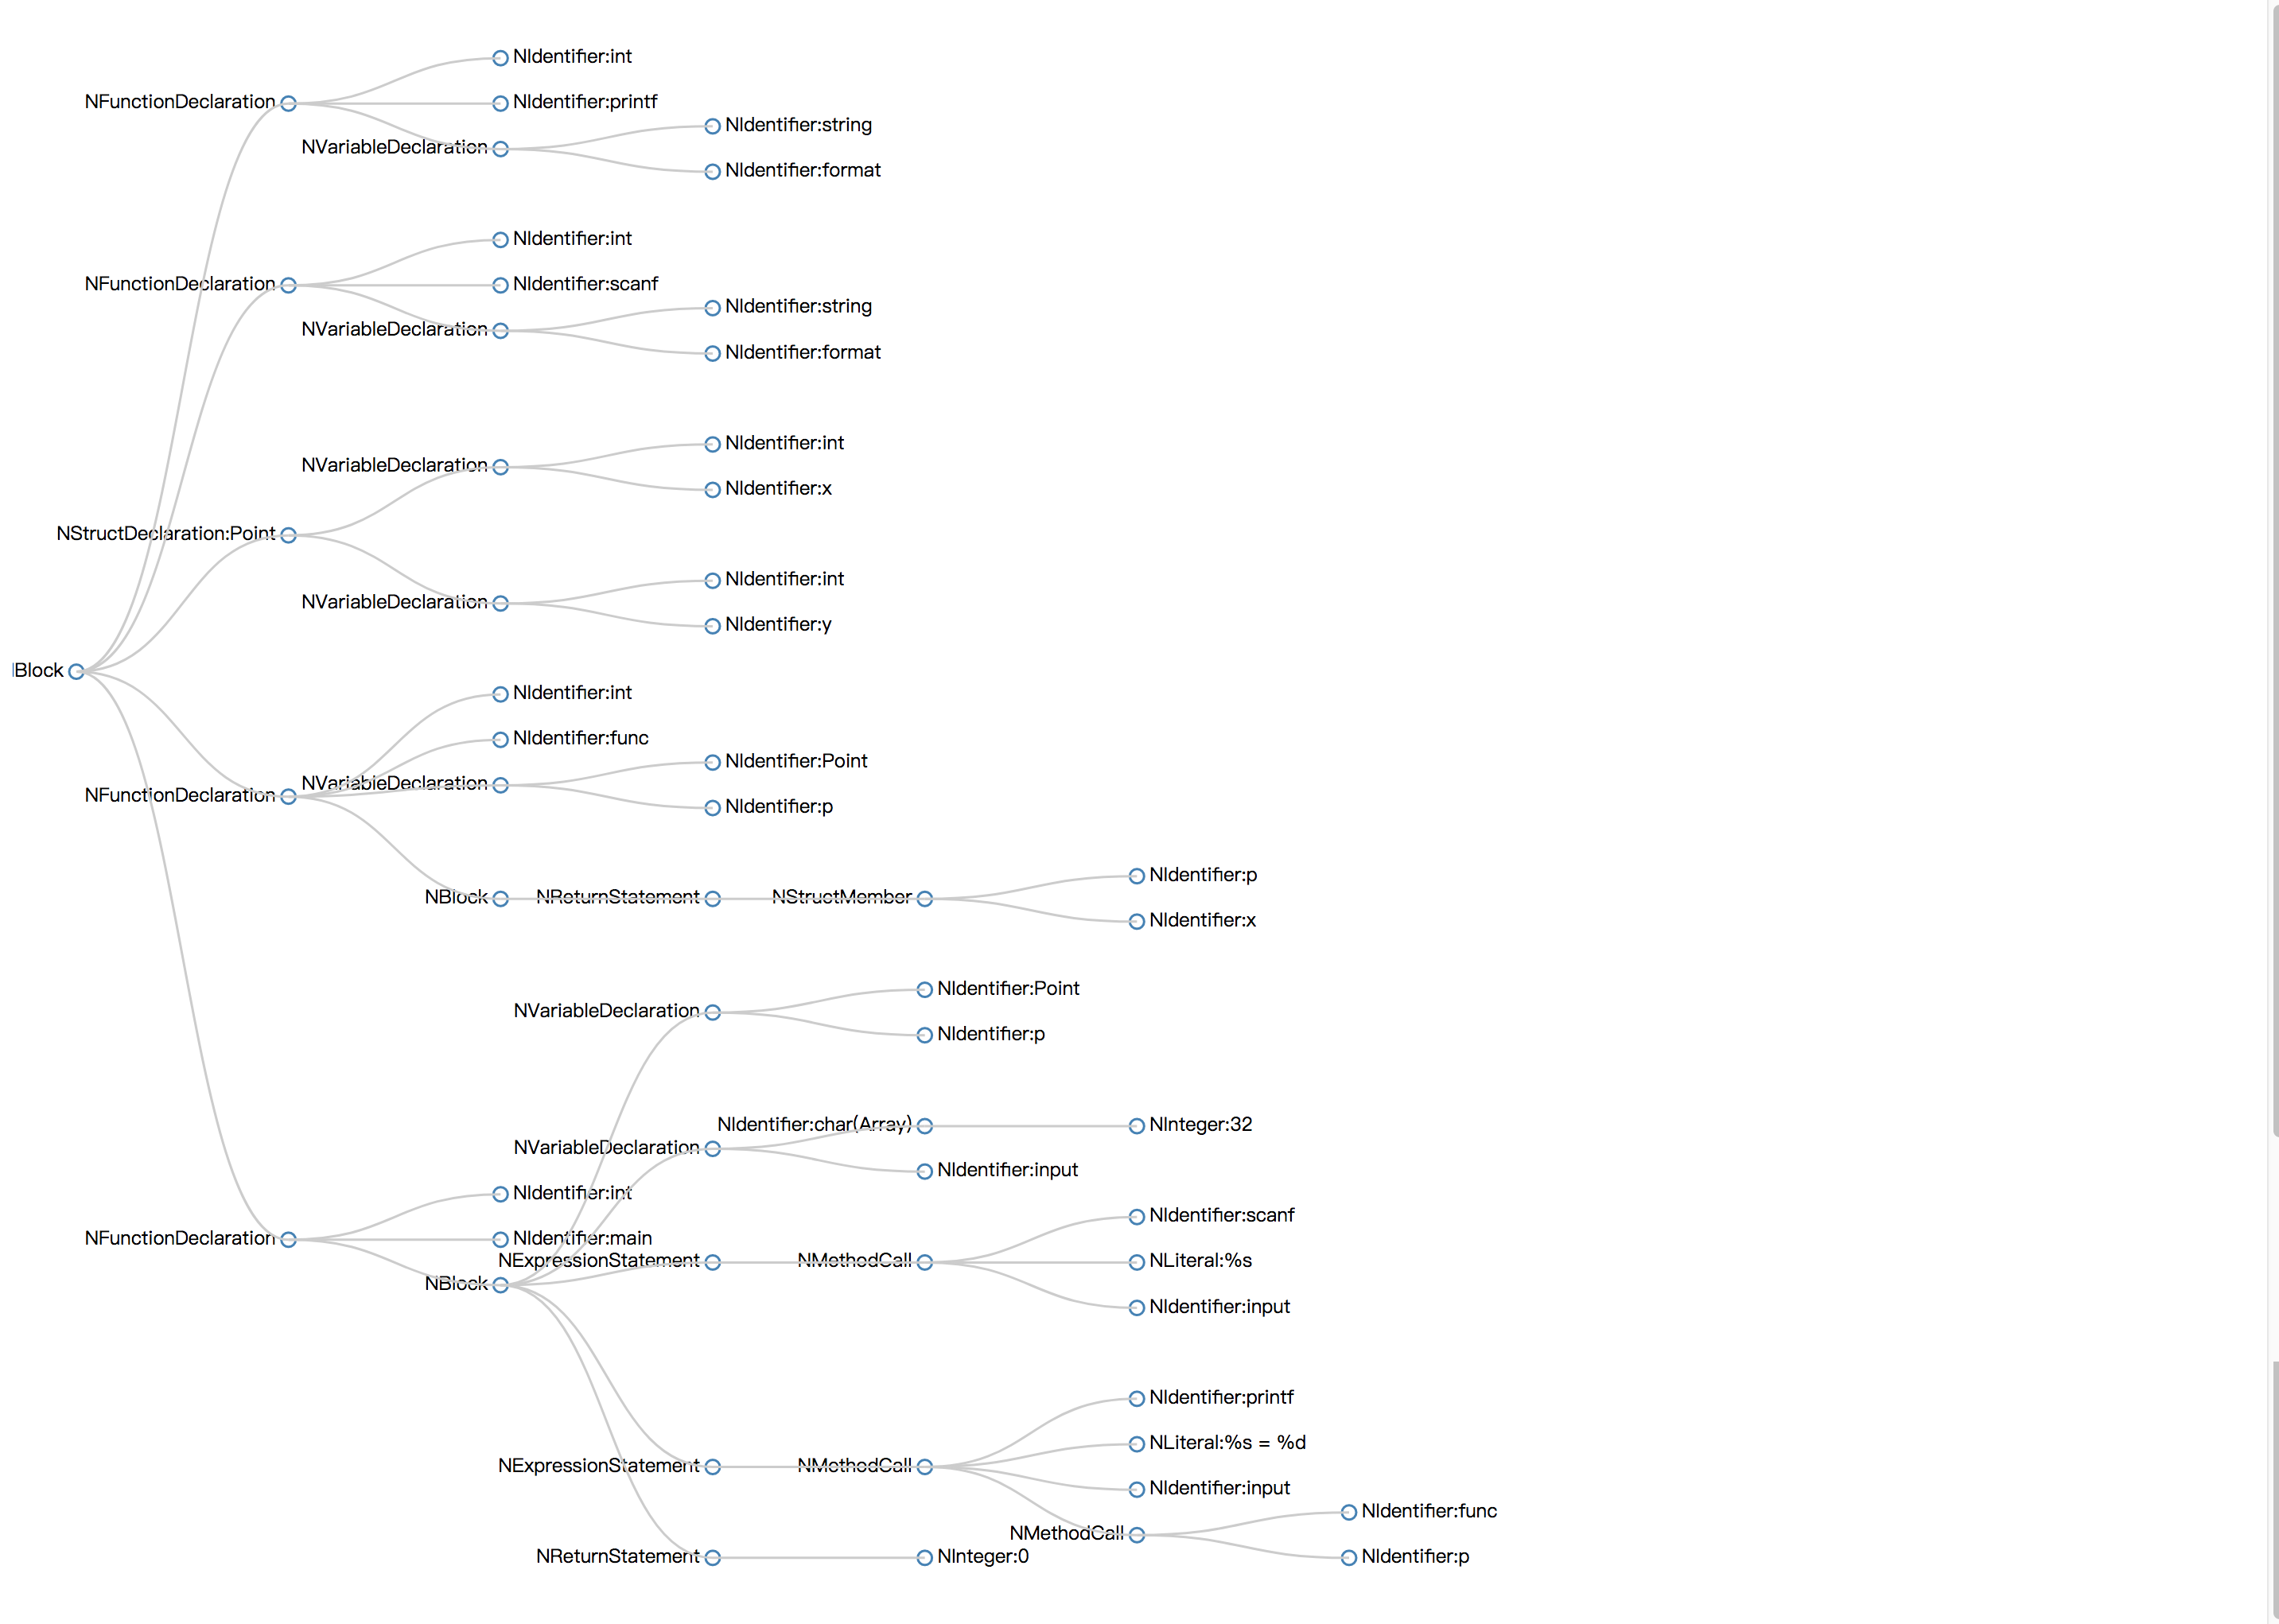 NIdentifier:int
NFunctionDeclaration
NIdentifier:printf
NIdentifier:string
NVariableDeclaration
NIdentifier:format
NIdentifier:int
NFunctionDeclaration
NIdentifier:scanf
NIdentifier:string
NVariableDeclaration
NIdentifier:format
NIdentifier:int
NVariableDeclaration
NIdentifier:x
NStructDeclaration:Point
NIdentifier:int
NVariableDeclaration
NIdentifier:y
Block
NIdentifier:int
NIdentifier:func
NIdentifier:Point
NVariableDeclaration
NFunctionDeclaration
NIdentifier:p
NIdentifier:p
NBlock
NReturnStatement
NStructMember
NIdentifier:x
NIdentifier:Point
NVariableDeclaration
NIdentifier:p
NIdentifier:char(Array)
NInteger:32
NVariableDeclaration
NIdentifier:input
NIdentifier:int
NIdentifier:scanf
NFunctionDeclaration
NIdentifier:main
NExpressionStatement
NMethodCall
NLiteral:%s
NBlock
NIdentifier:input
NIdentifier:printf
NLiteral:%s = %d
NExpressionStatement
NMethodCall
NIdentifier:input
NIdentifier:func
NMethodCall
NReturnStatement
NInteger:0
NIdentifier:p